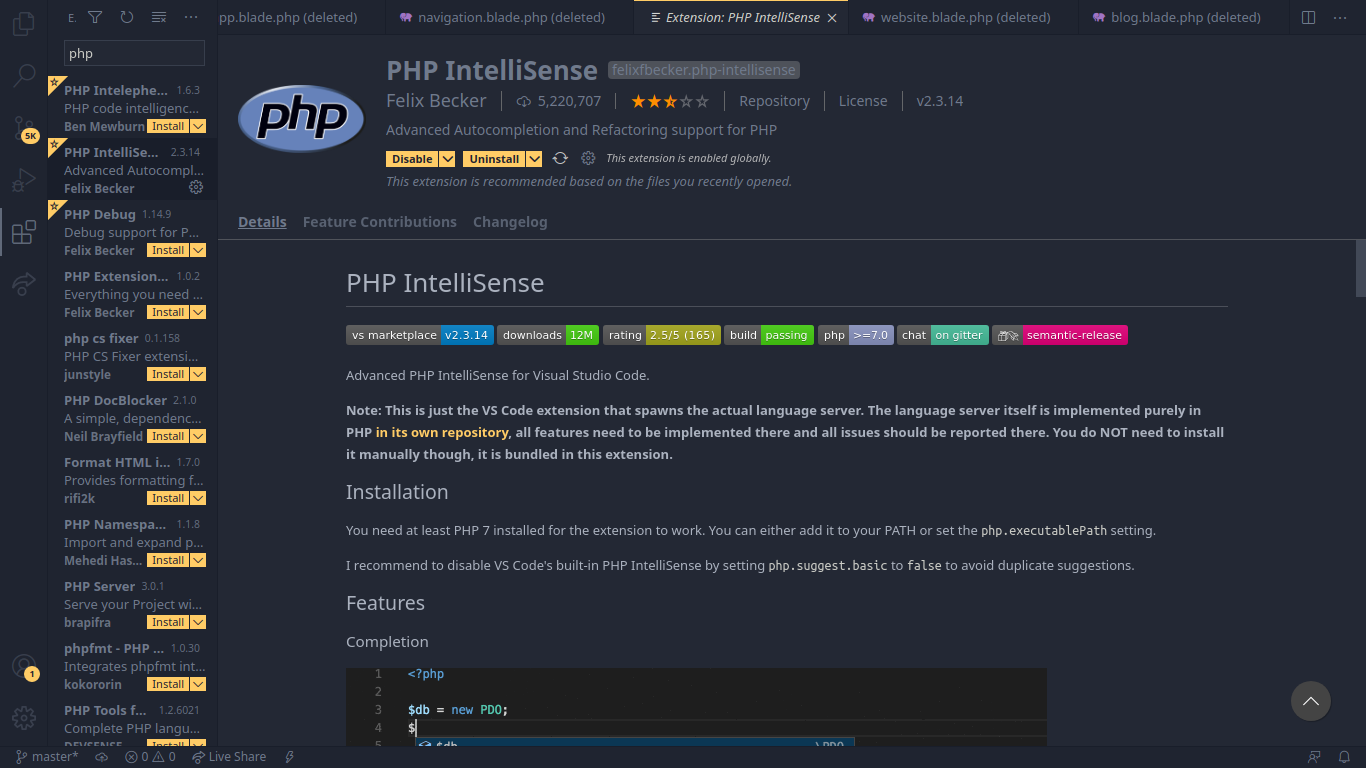 pp.blade.php (deleted)
navigation.blade.php (deleted)
Extension: PHP IntelliSense
website.blade.php (deleted)
blog.blade.php (deleted)
E.
php
PHP Intelephe... 1.6.3
PHP code intelligenc...
Ben Mewburn Install
PHP IntelliSe... 2.3.14
Advanced Autocompl...
Felix Becker
PHP Debug 1.14.9
Debug support for P...
Felix Becker Install
PHP Extension... 1.0.2
Everything you need ...
Felix Becker Install
php cs fixer 0.1.158
PHP CS Fixer extensi...
junstyle Install
PHP DocBlocker 2.1.0
A simple, dependenc...
Neil Brayfield Install
Format HTML i... 1.7.0
Provides formatting f...
rifi2k Install
PHP Namespa... 1.1.8
Import and expand p...
Mehedi Has... Install
PHP Server 3.0.1
Serve your Project wi...
brapifra Install
phpfmt - PHP ... 1.0.30
Integrates phpfmt int...
kokororin Install
PHP Tools f... 1.2.6021
Complete PHP langu...
DEVSENSE Install
5K
1
php
PHP IntelliSense felixfbecker.php-intellisense
Felix Becker 5,220,707 Repository License v2.3.14
Advanced Autocompletion and Refactoring support for PHP
Disable Uninstall This extension is enabled globally.
This extension is recommended based on the files you recently opened.
Details Feature Contributions Changelog
PHP IntelliSense
vs marketplace v2.3.14 downloads 12M rating 2.5/5 (165) build passing php >=7.0 chat on gitter semantic-release
Advanced PHP IntelliSense for Visual Studio Code.
Note: This is just the VS Code extension that spawns the actual language server. The language server itself is implemented purely in
PHP in its own repository, all features need to be implemented there and all issues should be reported there. You do NOT need to install
it manually though, it is bundled in this extension.
Installation
You need at least PHP 7 installed for the extension to work. You can either add it to your PATH or set the php.executablePath setting.
I recommend to disable VS Code's built-in PHP IntelliSense by setting php.suggest.basic to false to avoid duplicate suggestions.
Features
Completion
1 <?php
2
3 $db = new PDO;
4 $
5 $db \PDO
master* 0 0 Live Share